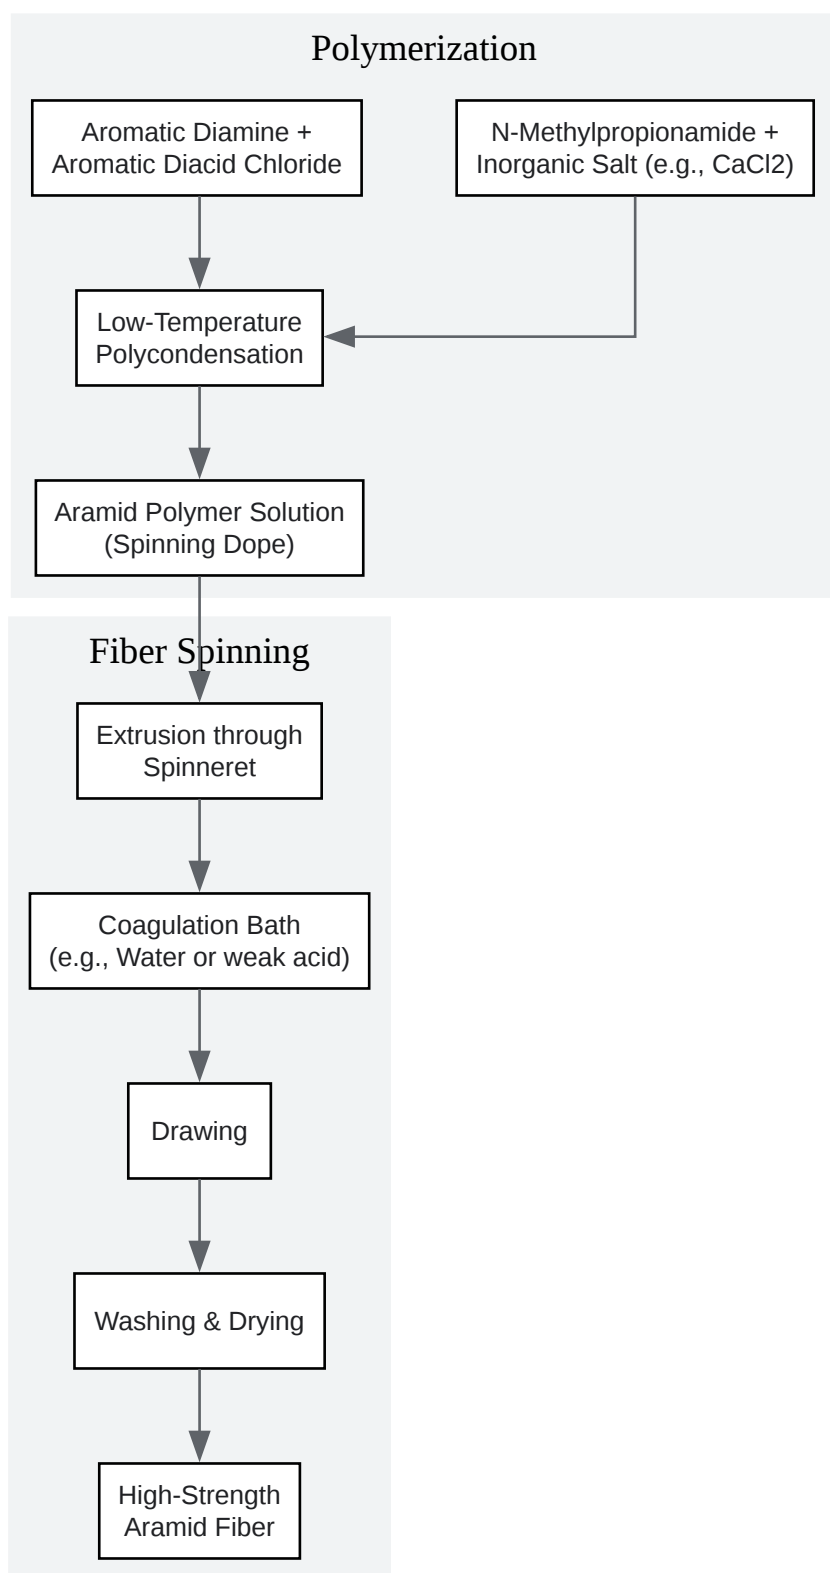 Polymerization
Aromatic Diamine +
Aromatic Diacid Chloride
N-Methylpropionamide +
Inorganic Salt (e.g., CaCl2)
Low-Temperature
Polycondensation
Aramid Polymer Solution
(Spinning Dope)
Fiber Spinning
Extrusion through
Spinneret
Coagulation Bath
(e.g., Water or weak acid)
Drawing
Washing & Drying
High-Strength
Aramid Fiber